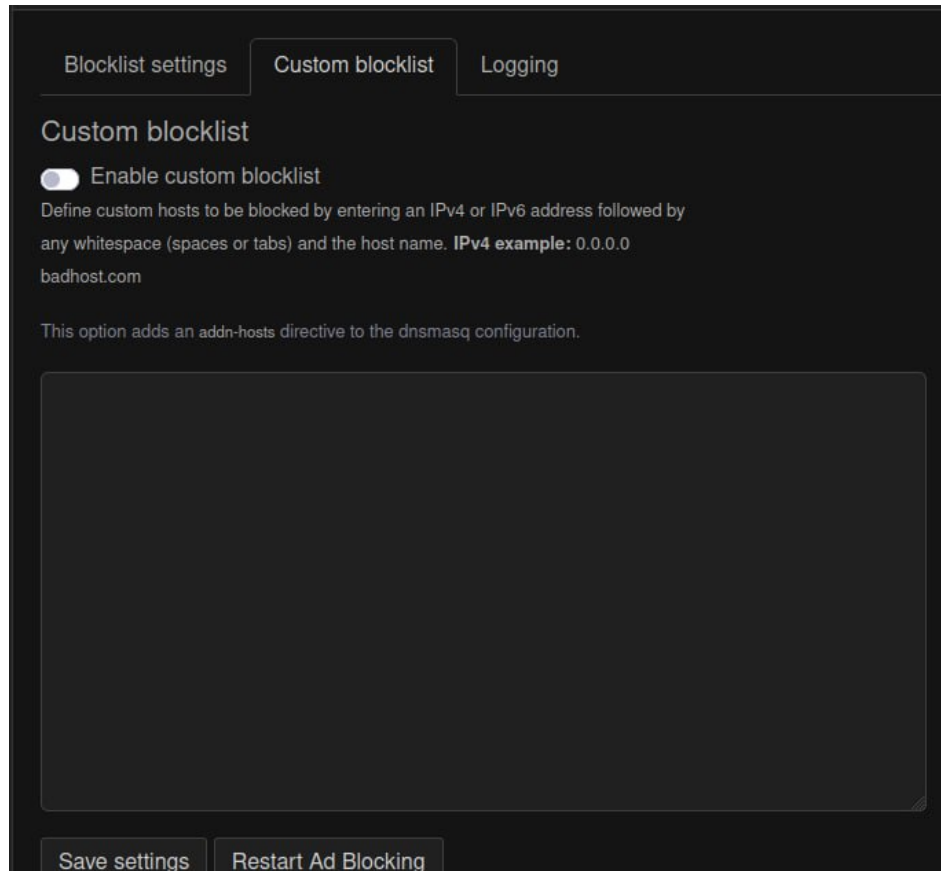 Blocklist settings Custom blocklist Logging
Custom blocklist
Enable custom blocklist
Define custom hosts to be blocked by entering an IPv4 or IPv6 address followed by
any whitespace (spaces or tabs) and the host name. IPv4 example: 0.0.0.0
badhost.com
This option adds an addn-hosts directive to the dnsmasq configuration.
Save settings Restart Ad Blocking